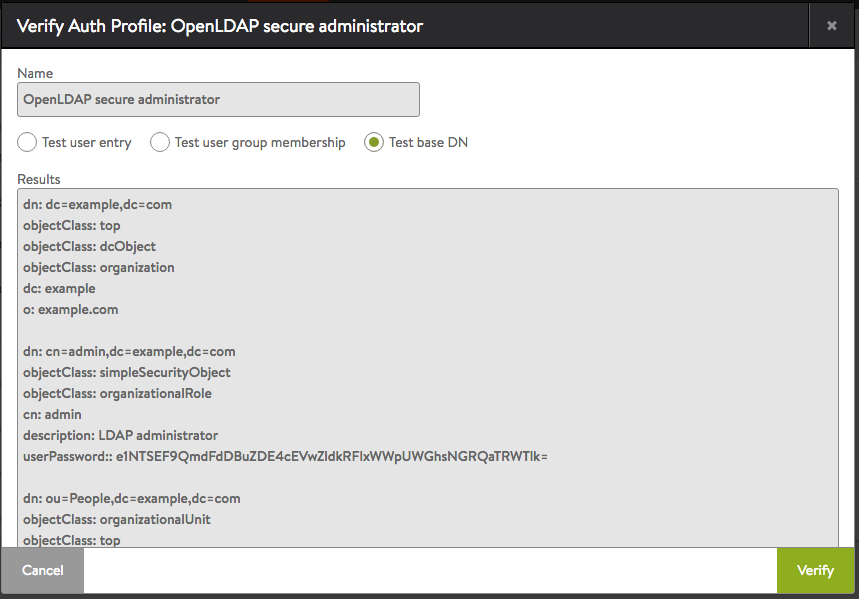 Verify Auth Profile: OpenLDAP secure administrator
×
Name
OpenLDAP secure administrator
Test user entry
Test user group membership
Test base DN
Results
dn: dc=example,dc=com
objectClass: top
objectClass: dcObject
objectClass: organization
dc: example
o: example.com
dn: cn=admin,dc=example,dc=com
objectClass: simpleSecurityObject
objectClass: organizationalRole
cn: admin
description: LDAP administrator
userPassword::
dn: ou=People,dc=example,dc=com
objectClass: organizationalUnit
objectClass: top
Cancel
Verify